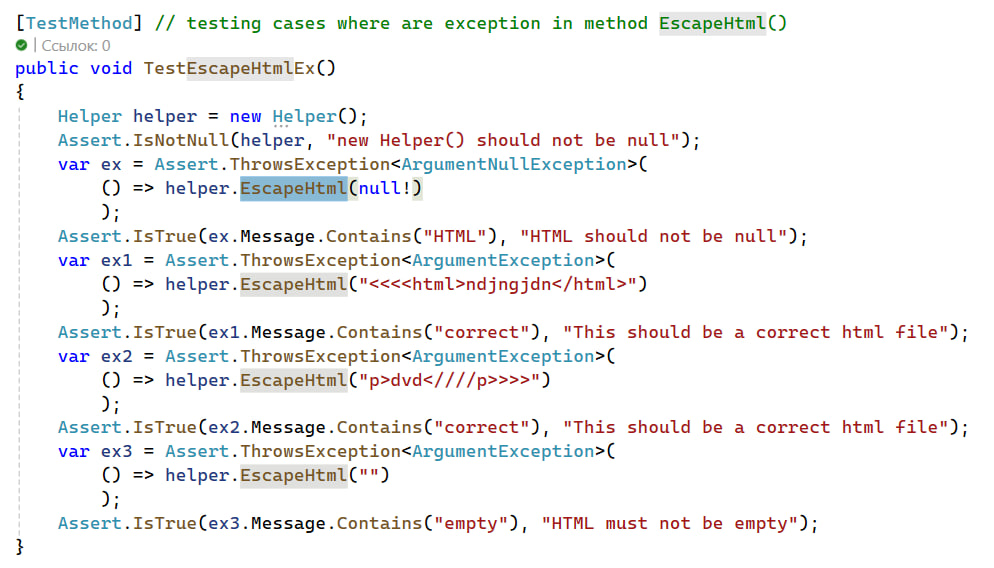 [TestMethod] // testing cases where are exception in method EscapeHtml()
| Ссылок: 0
public void TestEscapeHtmlEx()
{
    Helper helper = new Helper();
    Assert.IsNotNull(helper, "new Helper() should not be null");
    var ex = Assert.ThrowsException<ArgumentNullException>(
        () => helper.EscapeHtml(null!)
        );
    Assert.IsTrue(ex.Message.Contains("HTML"), "HTML should not be null");
    var ex1 = Assert.ThrowsException<ArgumentException>(
        () => helper.EscapeHtml("<<<<html>ndjngjdn</html>")
        );
    Assert.IsTrue(ex1.Message.Contains("correct"), "This should be a correct html file");
    var ex2 = Assert.ThrowsException<ArgumentException>(
        () => helper.EscapeHtml("p>dvd<////p>>>>")
        );
    Assert.IsTrue(ex2.Message.Contains("correct"), "This should be a correct html file");
    var ex3 = Assert.ThrowsException<ArgumentException>(
        () => helper.EscapeHtml("")
        );
    Assert.IsTrue(ex3.Message.Contains("empty"), "HTML must not be empty");
}